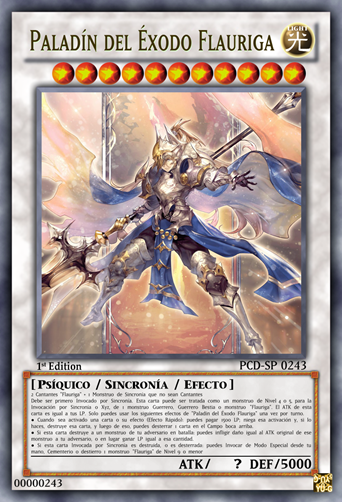 PALADÍN DEL ÉXODO FLAURIGA
LIGHT
光
1st Edition
PCD-SP 0243
[ PSÍQUICO / SINCRONÍA / EFECTO ]
2 Cantantes "Flauriga" + 1 Monstruo de Sincronía que no sean Cantantes
Debe ser primero Invocado por Sincronía. Esta carta puede ser tratada como un monstruo de Nivel 4 o 5, para la
Invocación por Sincronía o Xyz, de 1 monstruo Guerrero, Guerrero Bestia o monstruo "Flauriga". El ATK de esta
carta es igual a tus LP. Solo puedes usar los siguientes efectos de "Paladín del Éxodo Flauriga" una vez por turno.
● Cuando sea activado una carta o su efecto (Efecto Rápido): puedes pagar 1500 LP; niega esa activación y, si lo
haces, destruye esa carta, y luego de eso, puedes desterrar 1 carta en el Campo boca arriba.
● Si esta carta destruye a un monstruo de tu adversario en batalla: puedes infligir daño igual al ATK original de ese
monstruo a tu adversario, o en lugar ganar LP igual a esa cantidad.
● Si esta carta Invocada por Sincronía es destruida, o es desterrada: puedes Invocar de Modo Especial desde tu
mano, Cementerio o destierro 1 monstruo "Flauriga" de Nivel 9 o menor
ATK/ ? DEF/5000
00000243